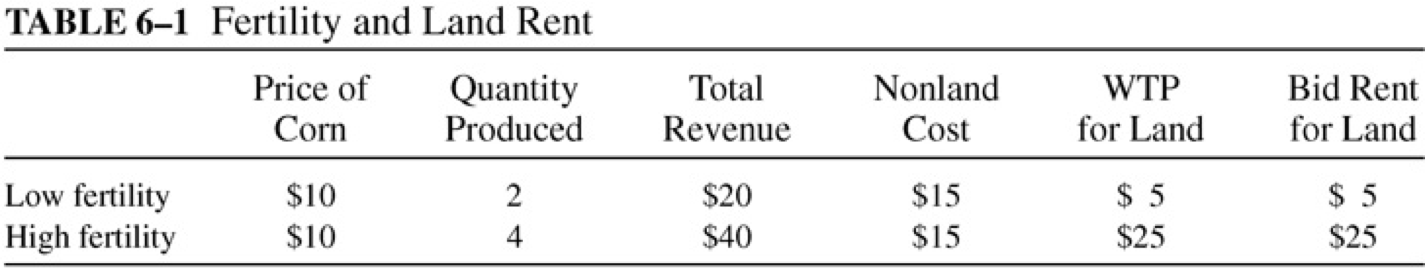 TABLE 6–1 Fertility and Land Rent
Price of Quantity Total Nonland WTP Bid Rent
Corn Produced Revenue Cost for Land for Land
Low fertility $10 2 $20 $15 $ 5 $ 5
High fertility $10 4 $40 $15 $25 $25